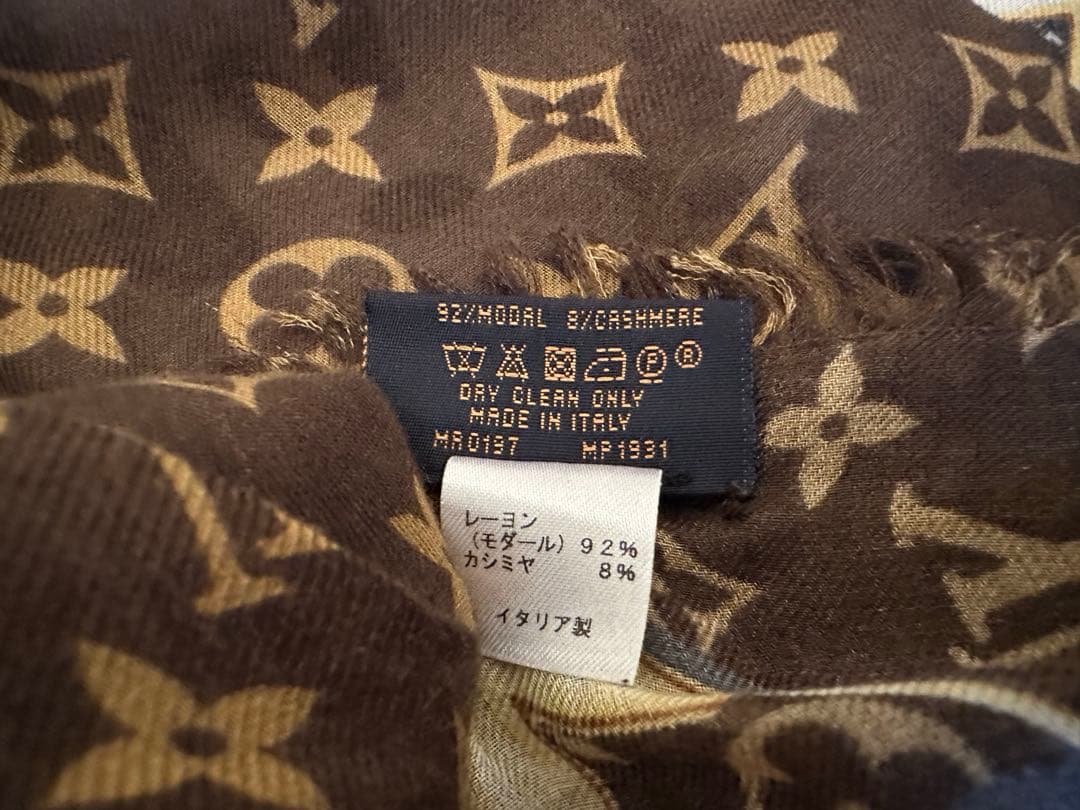 92%MODAL 8%CASHMERE
P ®
DRY CLEAN ONLY
MADE IN ITALY
MA0197 MP1931
レーヨン
(モダール) 92%
カシミヤ 8%
イタリア製